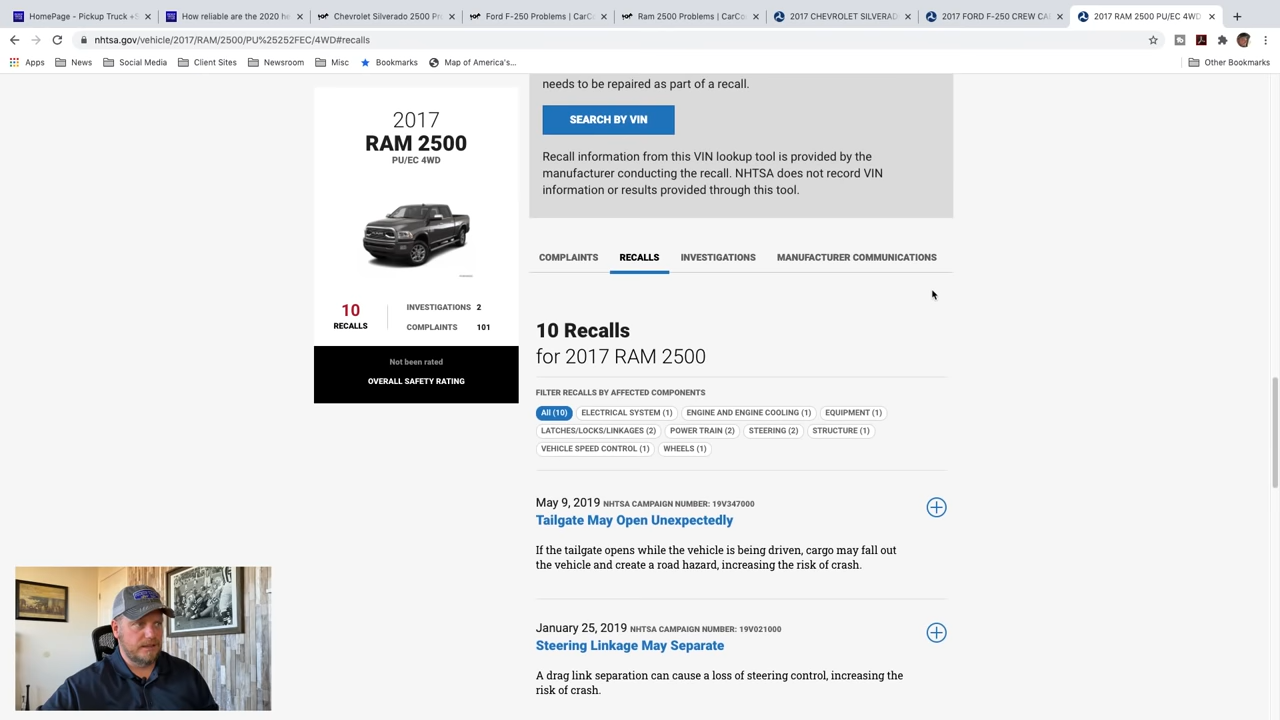 HomePage - Pickup Truck +S
How reliable are the 2020 he
Chevrolet Silverado 2500 Pr
Ford F-250 Problems | CarCo
Ram 2500 Problems | CarCo
2017 CHEVROLET SILVERAD
2017 FORD F-250 CREW CA
2017 RAM 2500 PU/EC 4WD
nhtsa.gov/vehicle/2017/RAM/2500/PU%25252FEC/4WD#recalls
Apps
News
Social Media
Client Sites
Newsroom
Misc
Bookmarks
Map of America's...
Other Bookmarks
2017
RAM 2500
PU/EC 4WD
10
RECALLS
INVESTIGATIONS 2
COMPLAINTS 101
Not been rated
OVERALL SAFETY RATING
needs to be repaired as part of a recall.
SEARCH BY VIN
Recall information from this VIN lookup tool is provided by the
manufacturer conducting the recall. NHTSA does not record VIN
information or results provided through this tool.
COMPLAINTS RECALLS INVESTIGATIONS MANUFACTURER COMMUNICATIONS
10 Recalls
for 2017 RAM 2500
FILTER RECALLS BY AFFECTED COMPONENTS
All (10) ELECTRICAL SYSTEM (1) ENGINE AND ENGINE COOLING (1) EQUIPMENT (1)
LATCHES/LOCKS/LINKAGES (2) POWER TRAIN (2) STEERING (2) STRUCTURE (1)
VEHICLE SPEED CONTROL (1) WHEELS (1)
May 9, 2019 NHTSA CAMPAIGN NUMBER: 19V347000
Tailgate May Open Unexpectedly
If the tailgate opens while the vehicle is being driven, cargo may fall out
the vehicle and create a road hazard, increasing the risk of crash.
January 25, 2019 NHTSA CAMPAIGN NUMBER: 19V021000
Steering Linkage May Separate
A drag link separation can cause a loss of steering control, increasing the
risk of crash.